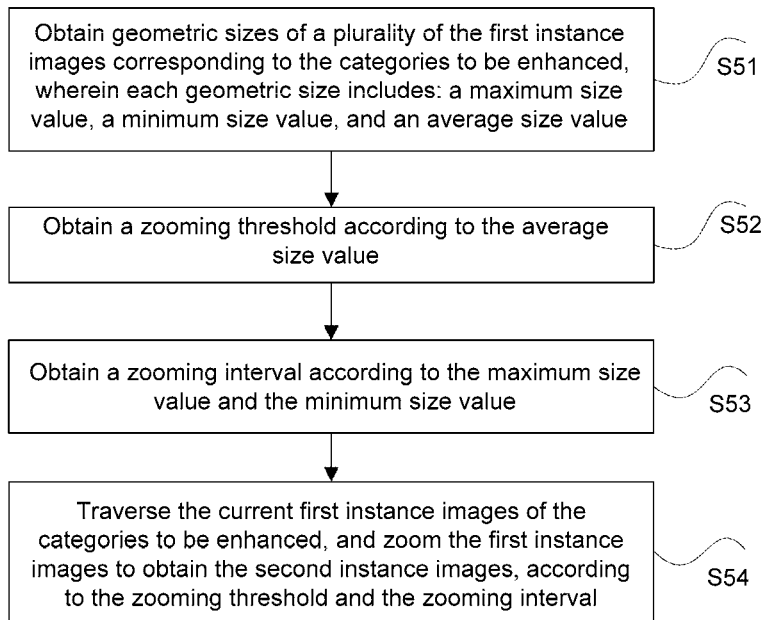 Obtain geometric sizes of a plurality of the first instance
images corresponding to the categories to be enhanced,
wherein each geometric size includes: a maximum size
value, a minimum size value, and an average size value
S51
Obtain a zooming threshold according to the average
size value
S52
Obtain a zooming interval according to the maximum size
value and the minimum size value
S53
Traverse the current first instance images of the
categories to be enhanced, and zoom the first instance
images to obtain the second instance images, according
to the zooming threshold and the zooming interval
S54